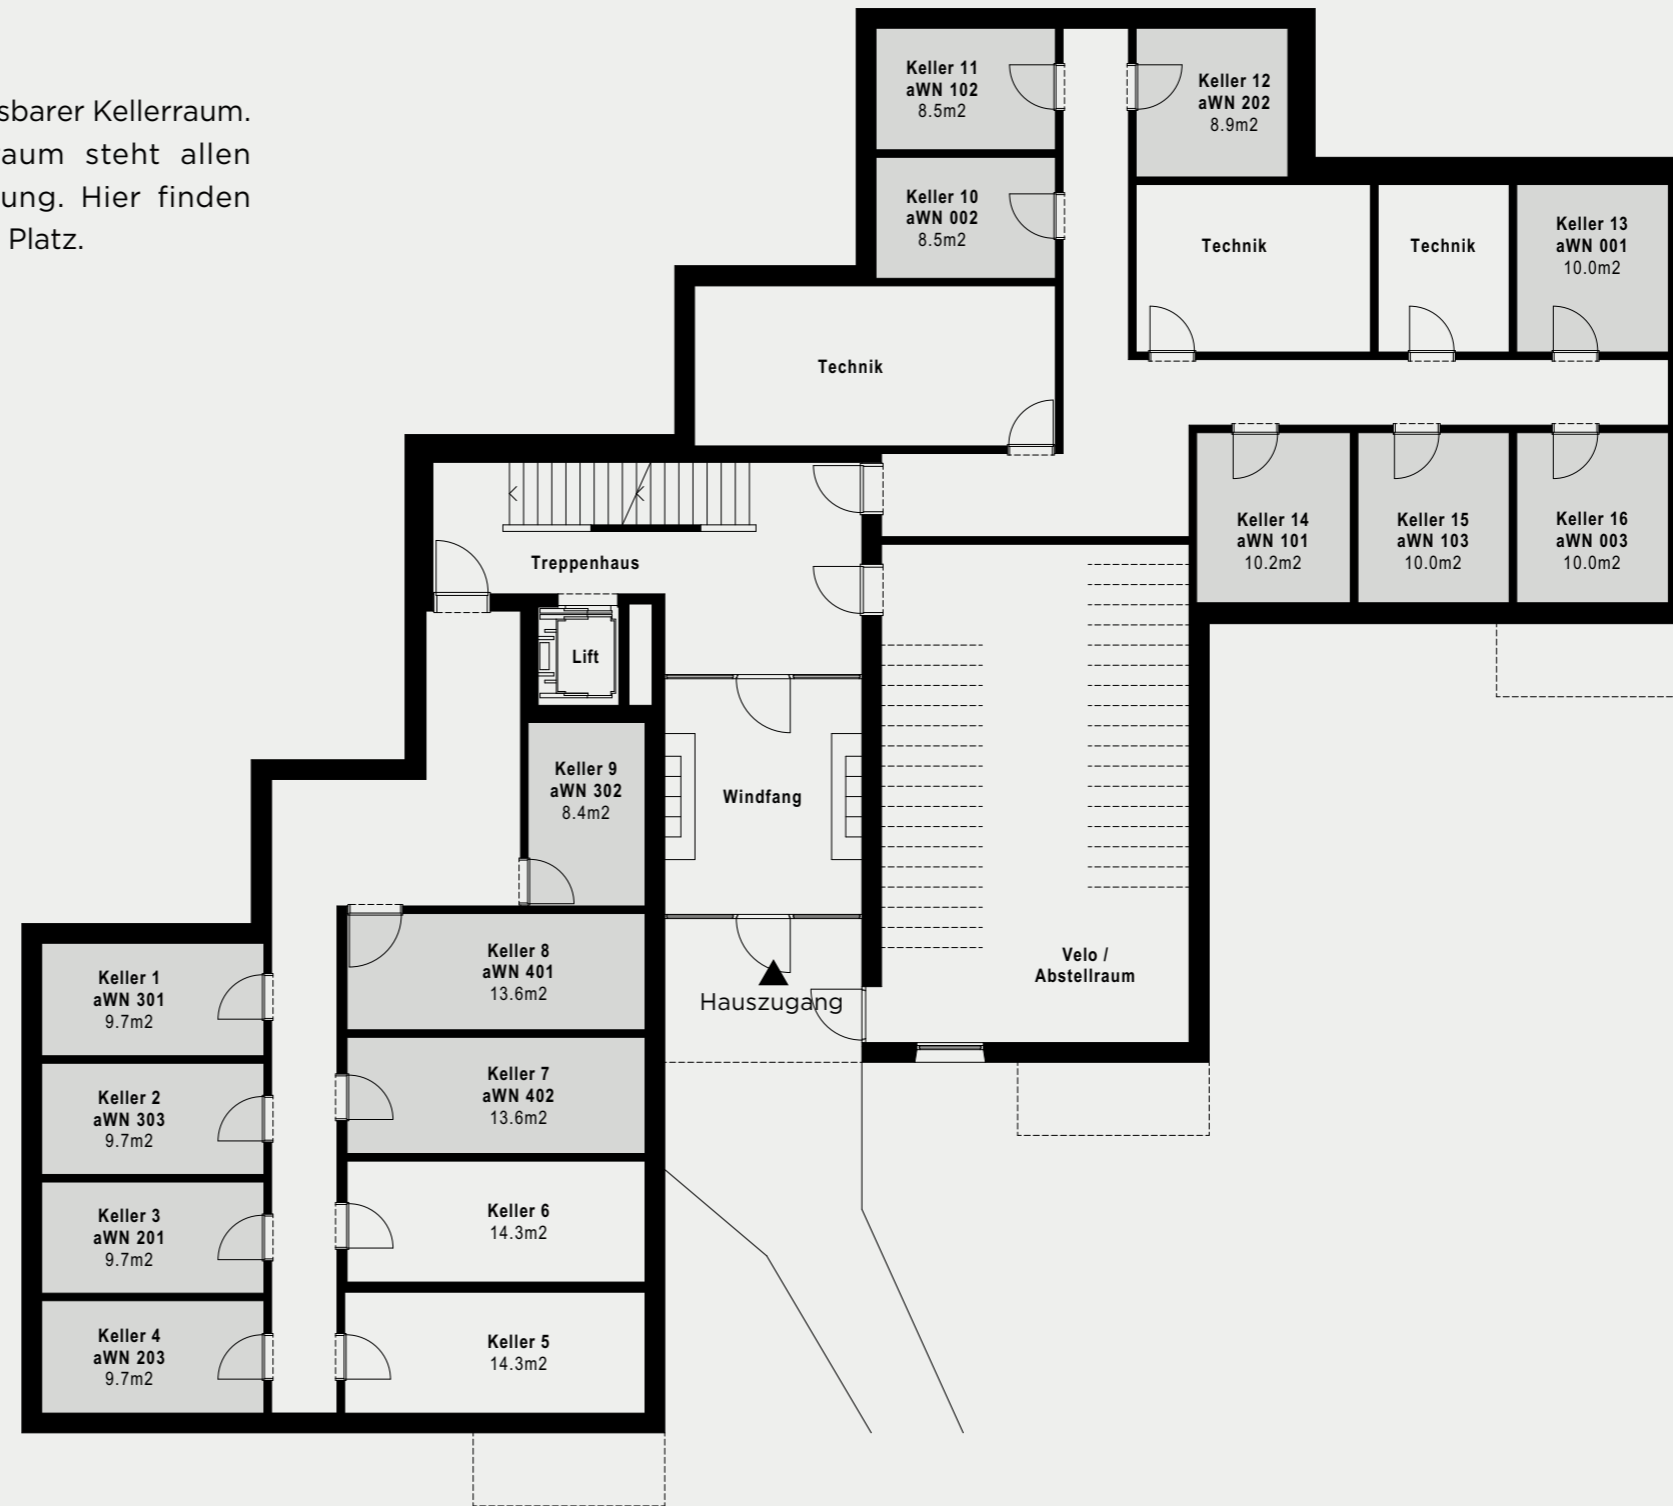 sbarer Kellerraum.
aum steht allen
ung. Hier finden
Platz.
Keller 11
aWN 102
8.5m2
Keller 12
aWN 202
8.9m2
Keller 10
aWN 002
8.5m2
Technik
Technik
Keller 13
aWN 001
10.0m2
Technik
Keller 14
aWN 101
10.2m2
Keller 15
aWN 103
10.0m2
Keller 16
aWN 003
10.0m2
Treppenhaus
Lift
Keller 9
aWN 302
8.4m2
Windfang
Keller 8
aWN 401
13.6m2
Velo /
Abstellraum
Hauszugang
Keller 1
aWN 301
9.7m2
Keller 7
aWN 402
13.6m2
Keller 2
aWN 303
9.7m2
Keller 6
14.3m2
Keller 3
aWN 201
9.7m2
Keller 5
14.3m2
Keller 4
aWN 203
9.7m2